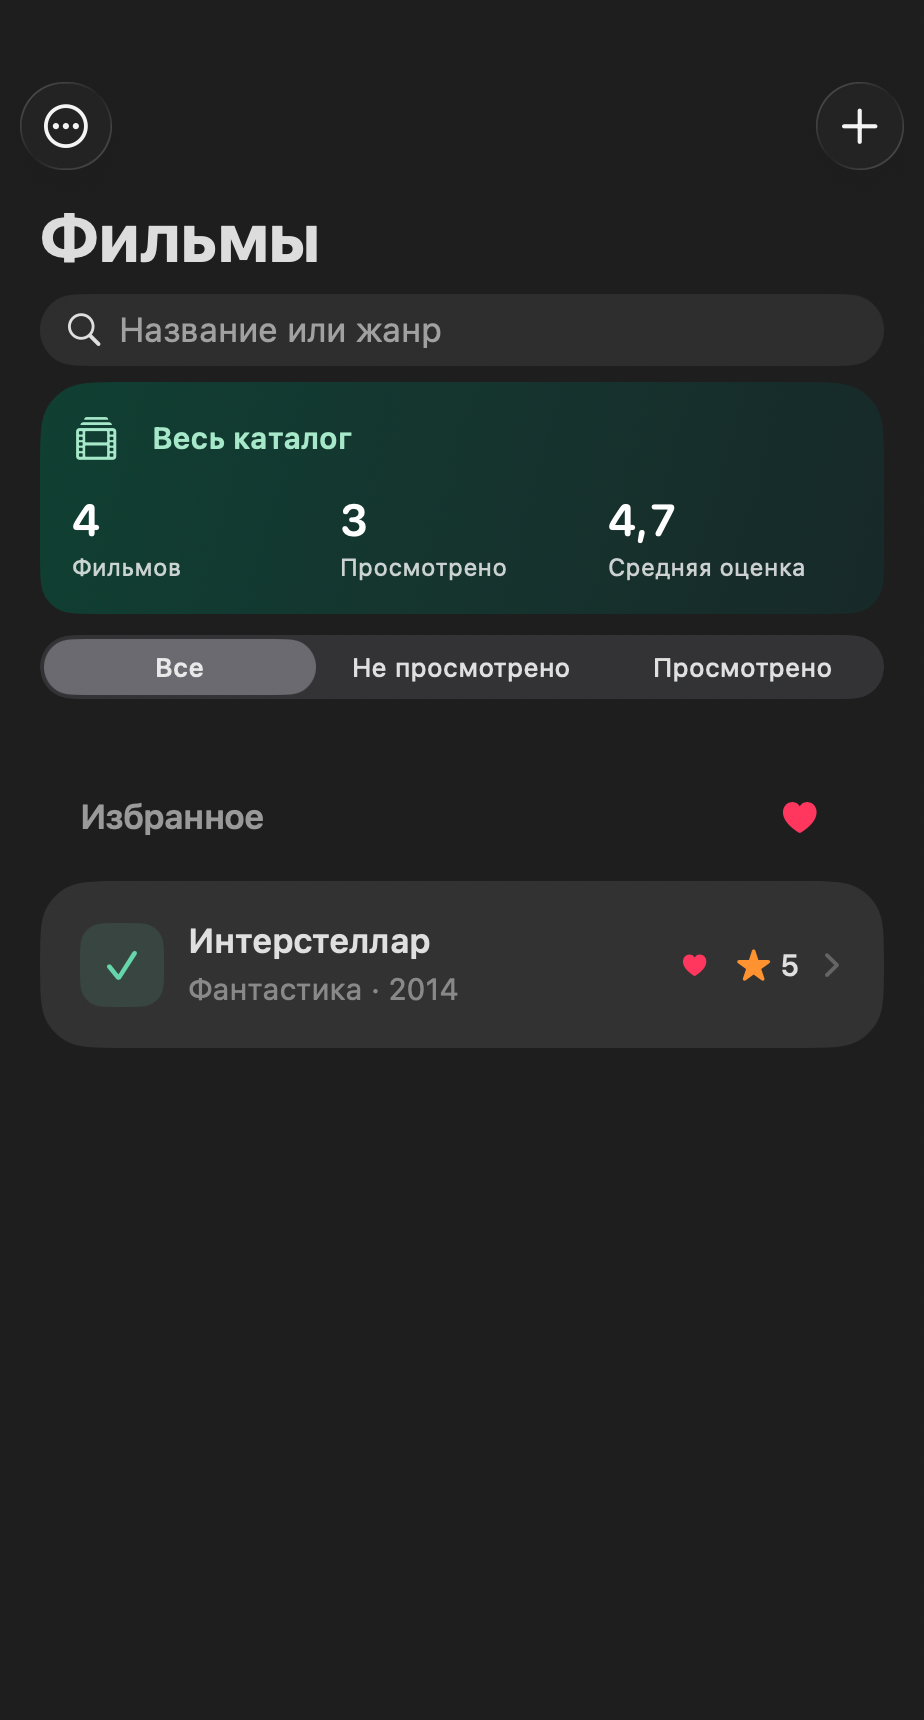 Фильмы
Название или жанр
Весь каталог
4 3 4,7
Фильмов Просмотрено Средняя оценка
Все Не просмотрено Просмотрено
Избранное
Интерстеллар
5
Фантастика · 2014